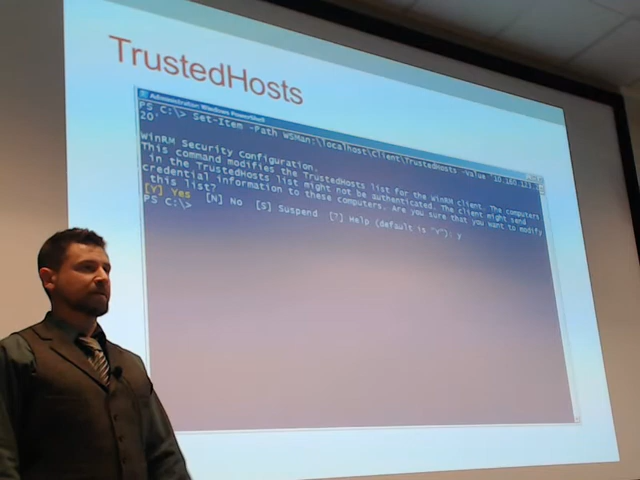 TrustedHosts
Administrator: Windows PowerShell
PS C:\> Set-Item -Path WSMan:\localhost\Client\TrustedHosts -Value
20'
WinRM Security Configuration.
This command modifies the TrustedHosts list for the WinRM client. The computers
in the TrustedHosts list might not be authenticated. The client might send
credential information to these computers. Are you sure that you want to modify
this list?
[Y] Yes [N] No [S] Suspend [?] Help (default is "Y"): y
PS C:\>